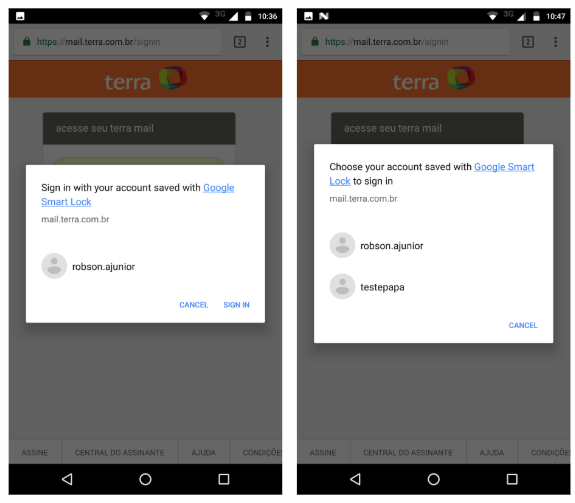 3G 10:36
https://mail.terra.com.br/signin 2
terra
acesse seu terra mail
Sign in with your account saved with Google
Smart Lock
mail.terra.com.br
robson.ajunior
CANCEL SIGN IN
ASSINE CENTRAL DO ASSINANTE AJUDA CONDIÇÕE
3G 10:47
https://mail.terra.com.br/signin 2
terra
acesse seu terra mail
Choose your account saved with Google Smart
Lock to sign in
mail.terra.com.br
robson.ajunior
testepapa
CANCEL
ASSINE CENTRAL DO ASSINANTE AJUDA CONDIÇÕE